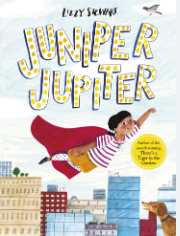 LIZZY STEWART
JUNIPER
JUPITER
Author of the
award-winning
There's a
Tiger in the
Garden